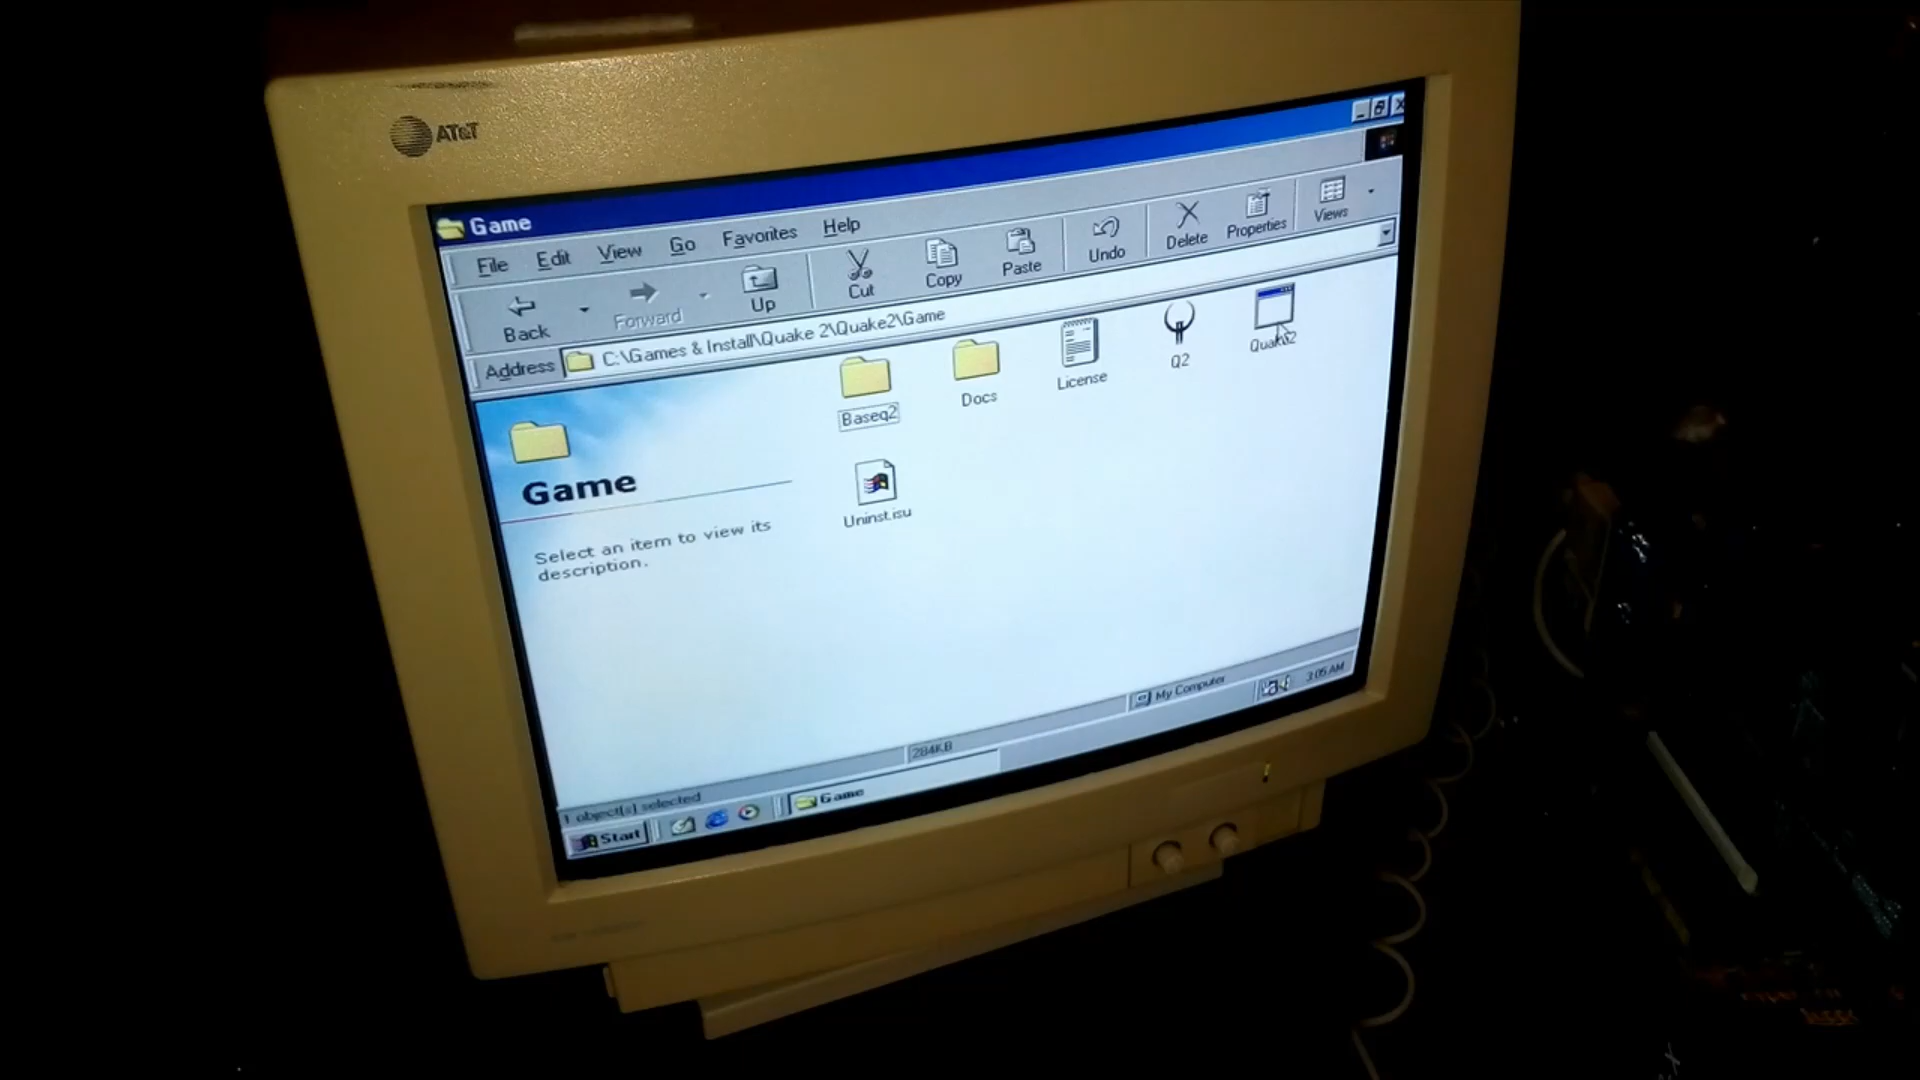 AT&T
Game
File Edit View Go Favorites Help
Back Forward Up Cut Copy Paste Undo Delete Properties Views
Address C:\Games & Install\Quake 2\Quake2\Game
Baseq2 Docs License Q2
Uninst.isu
Game
Select an item to view its
description.
1 object(s) selected 284KB My Computer
Start Game 3:05 AM